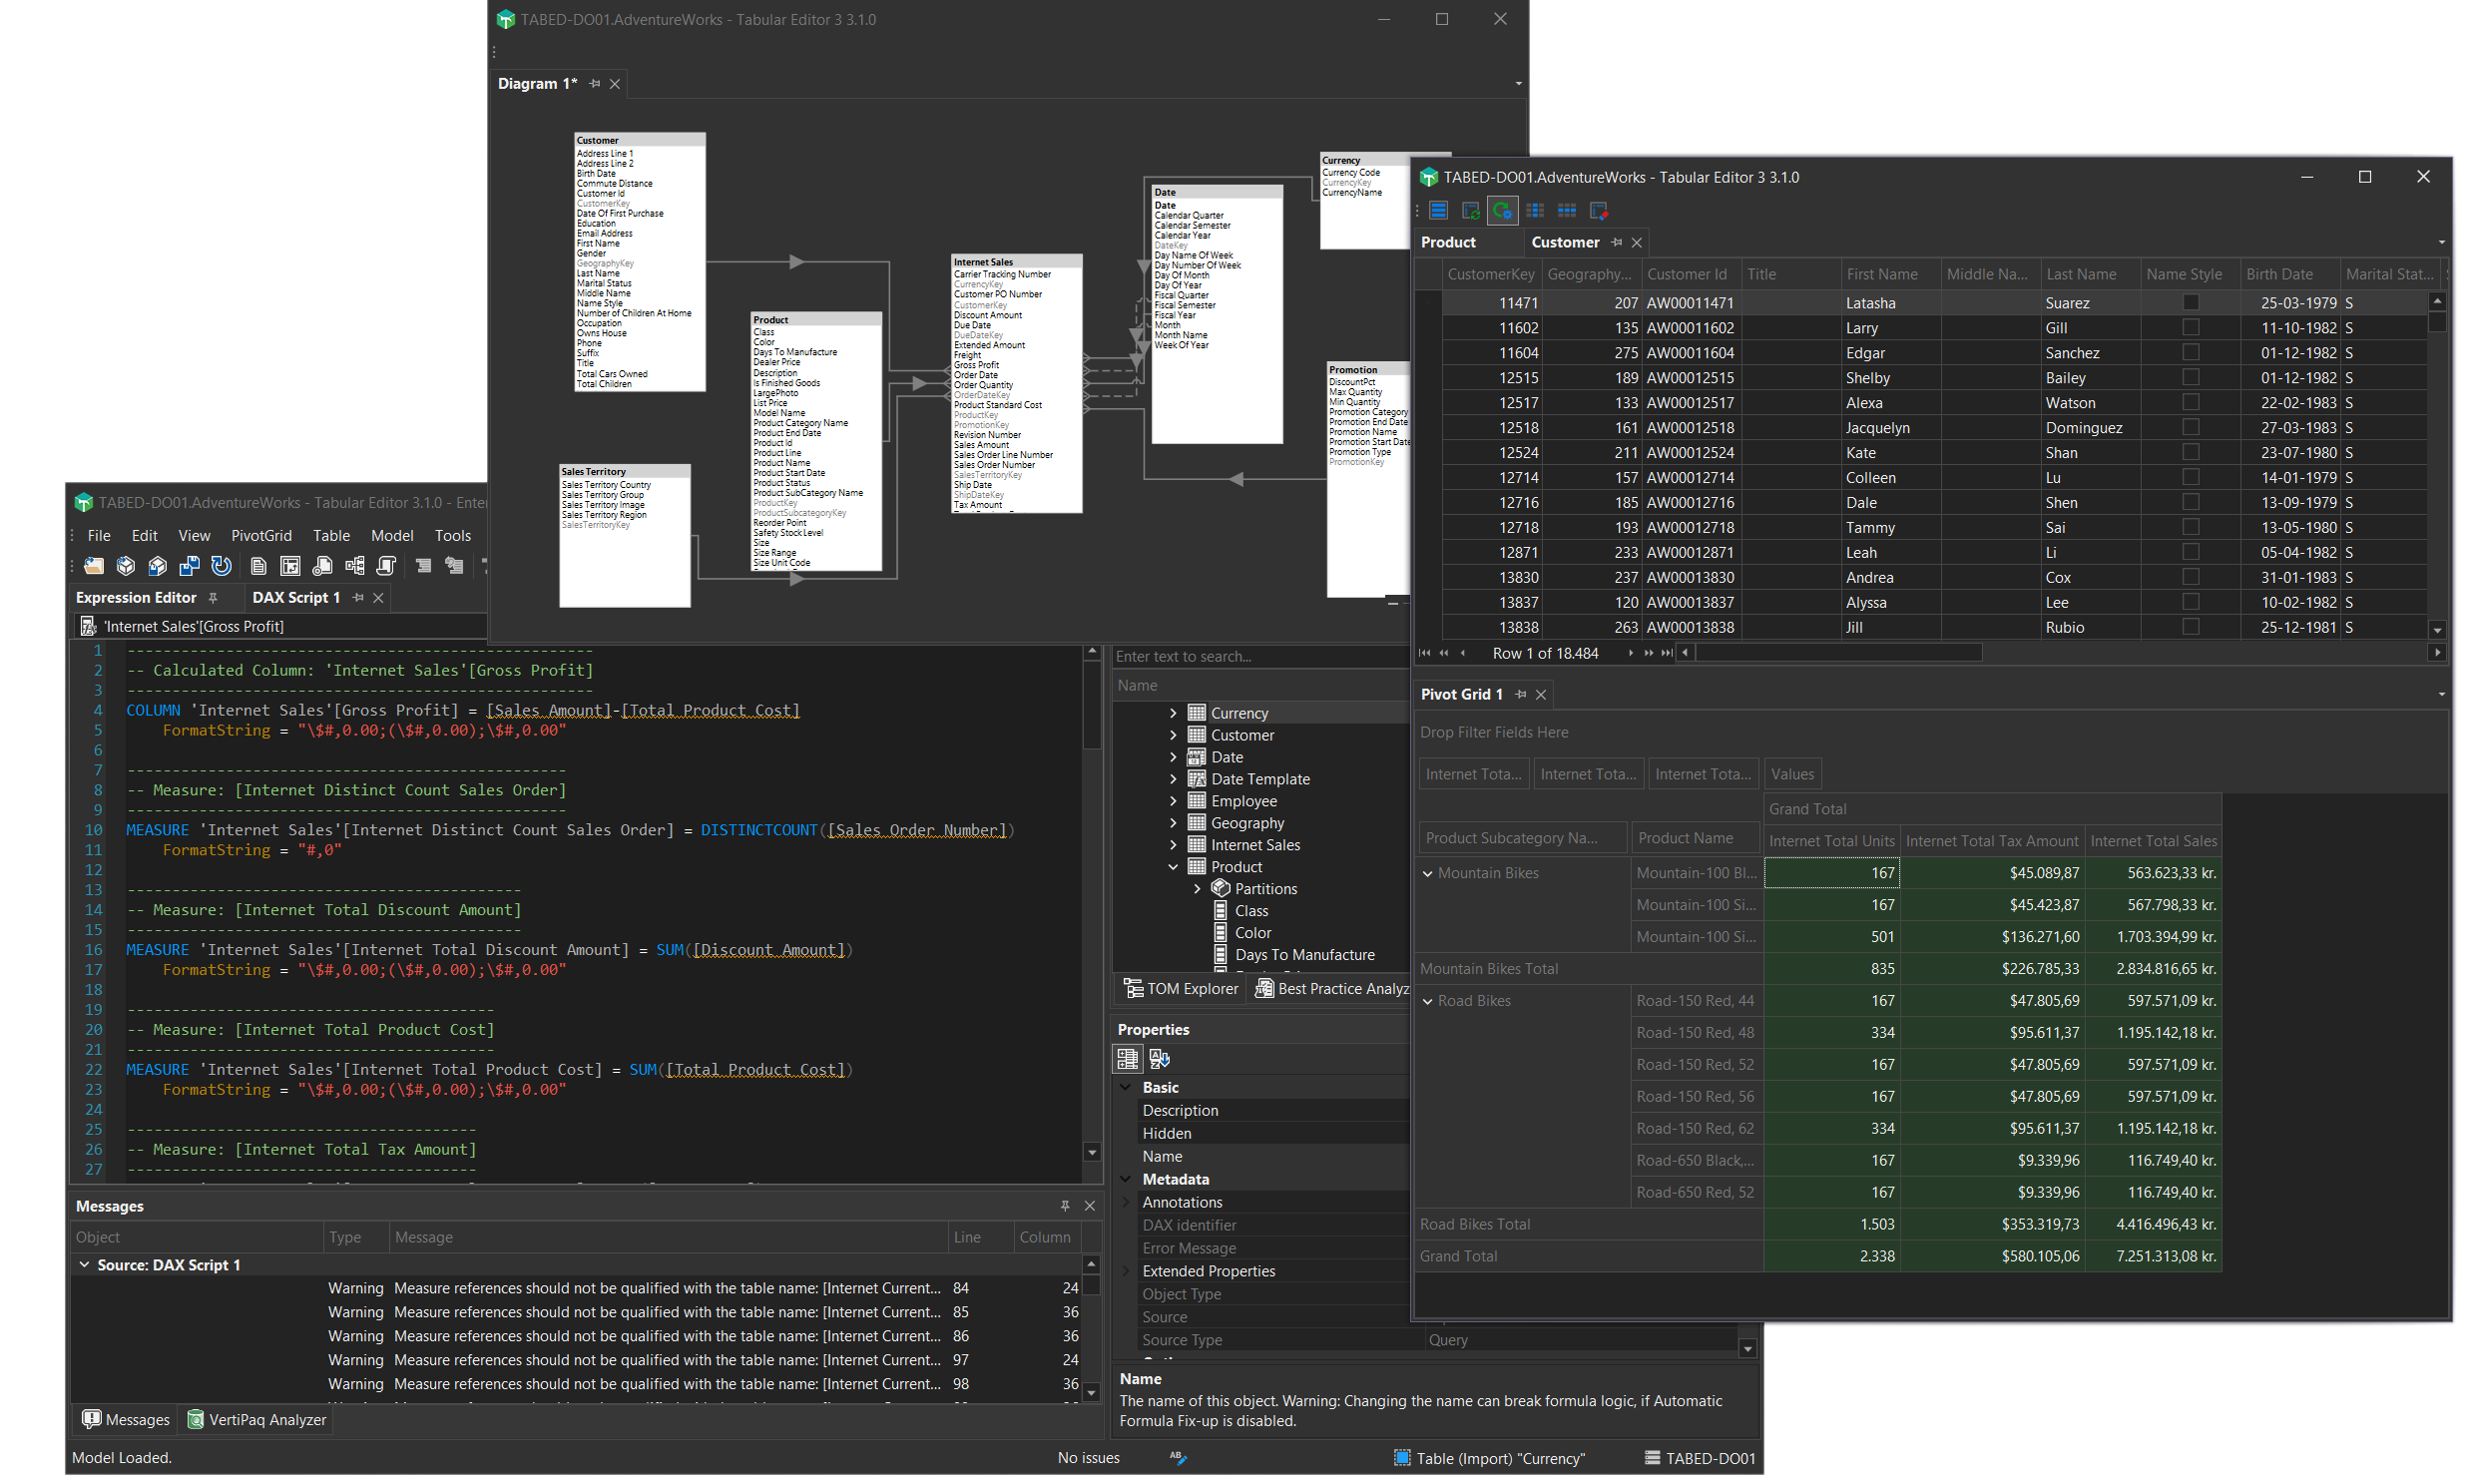 TABED-DO01.AdventureWorks - Tabular Editor 3 3.1.0
Diagram 1*
Customer
Address Line 1
Address Line 2
Birth Date
Commute Distance
Customer Id
CustomerKey
Date Of First Purchase
Education
Email Address
First Name
Gender
GeographyKey
Last Name
Marital Status
Middle Name
Name Style
Number of Children At Home
Occupation
Owns House
Phone
Suffix
Title
Total Cars Owned
Total Children
Sales Territory
Sales Territory Country
Sales Territory Group
Sales Territory Image
Sales Territory Region
SalesTerritoryKey
Product
Class
Color
Days To Manufacture
Dealer Price
Description
Is Finished Goods
LargePhoto
List Price
Model Name
Product Category Name
Product End Date
Product Id
Product Line
Product Name
Product Start Date
Product Status
Product SubCategory Name
ProductKey
ProductSubcategoryKey
Reorder Point
Safety Stock Level
Size
Size Range
Size Unit Code
Internet Sales
Carrier Tracking Number
CurrencyKey
Customer PO Number
CustomerKey
Discount Amount
Due Date
DueDateKey
Extended Amount
Freight
Gross Profit
Order Date
Order Quantity
OrderDateKey
Product Standard Cost
ProductKey
PromotionKey
Revision Number
Sales Amount
Sales Order Line Number
Sales Order Number
SalesTerritoryKey
Ship Date
ShipDateKey
Tax Amount
Date
Date
Calendar Quarter
Calendar Semester
Calendar Year
DateKey
Day Name Of Week
Day Number Of Week
Day Of Month
Day Of Year
Fiscal Quarter
Fiscal Semester
Fiscal Year
Month
Month Name
Week Of Year
Currency
Currency Code
CurrencyKey
CurrencyName
Promotion
DiscountPct
Max Quantity
Min Quantity
Promotion Category
Promotion End Date
Promotion Name
Promotion Start Date
Promotion Type
PromotionKey
TABED-DO01.AdventureWorks - Tabular Editor 3 3.1.0
Product Customer
CustomerKey Geography... Customer Id Title First Name Middle Na... Last Name Name Style Birth Date Marital Stat...
11471 207 AW00011471 Latasha Suarez 25-03-1979 S
11602 135 AW00011602 Larry Gill 11-10-1982 S
11604 275 AW00011604 Edgar Sanchez 01-12-1982 S
12515 189 AW00012515 Shelby Bailey 01-12-1982 S
12517 133 AW00012517 Alexa Watson 22-02-1983 S
12518 161 AW00012518 Jacquelyn Dominguez 27-03-1983 S
12524 211 AW00012524 Kate Shan 23-07-1980 S
12714 157 AW00012714 Colleen Lu 14-01-1979 S
12716 185 AW00012716 Dale Shen 13-09-1979 S
12718 193 AW00012718 Tammy Sai 13-05-1980 S
12871 233 AW00012871 Leah Li 05-04-1982 S
13830 237 AW00013830 Andrea Cox 31-01-1983 S
13837 120 AW00013837 Alyssa Lee 10-02-1982 S
13838 263 AW00013838 Jill Rubio 25-12-1981 S
Row 1 of 18.484
Pivot Grid 1
Drop Filter Fields Here
Internet Tota... Internet Tota... Internet Tota... Values
Grand Total
Product Subcategory Na... Product Name Internet Total Units Internet Total Tax Amount Internet Total Sales
Mountain Bikes Mountain-100 Bl... 167 $45.089,87 563.623,33 kr.
Mountain-100 Si... 167 $45.423,87 567.798,33 kr.
Mountain-100 Si... 501 $136.271,60 1.703.394,99 kr.
Mountain Bikes Total 835 $226.785,33 2.834.816,65 kr.
Road Bikes Road-150 Red, 44 167 $47.805,69 597.571,09 kr.
Road-150 Red, 48 334 $95.611,37 1.195.142,18 kr.
Road-150 Red, 52 167 $47.805,69 597.571,09 kr.
Road-150 Red, 56 167 $47.805,69 597.571,09 kr.
Road-150 Red, 62 334 $95.611,37 1.195.142,18 kr.
Road-650 Black,... 167 $9.339,96 116.749,40 kr.
Road-650 Red, 52 167 $9.339,96 116.749,40 kr.
Road Bikes Total 1.503 $353.319,73 4.416.496,43 kr.
Grand Total 2.338 $580.105,06 7.251.313,08 kr.
TABED-DO01.AdventureWorks - Tabular Editor 3.1.0 - Enter
File Edit View PivotGrid Table Model Tools
Expression Editor DAX Script 1
'Internet Sales'[Gross Profit]
1 ----------------------------------------------------
2 -- Calculated Column: 'Internet Sales'[Gross Profit]
3 ----------------------------------------------------
4 COLUMN 'Internet Sales'[Gross Profit] = [Sales Amount]-[Total Product Cost]
5 FormatString = "\$#,0.00;(\$#,0.00);\$#,0.00"
6
7 -------------------------------------------------
8 -- Measure: [Internet Distinct Count Sales Order]
9 -------------------------------------------------
10 MEASURE 'Internet Sales'[Internet Distinct Count Sales Order] = DISTINCTCOUNT([Sales Order Number])
11 FormatString = "#,0"
12
13 --------------------------------------------
14 -- Measure: [Internet Total Discount Amount]
15 --------------------------------------------
16 MEASURE 'Internet Sales'[Internet Total Discount Amount] = SUM([Discount Amount])
17 FormatString = "\$#,0.00;(\$#,0.00);\$#,0.00"
18
19 -----------------------------------------
20 -- Measure: [Internet Total Product Cost]
21 -----------------------------------------
22 MEASURE 'Internet Sales'[Internet Total Product Cost] = SUM([Total Product Cost])
23 FormatString = "\$#,0.00;(\$#,0.00);\$#,0.00"
24
25 ---------------------------------------
26 -- Measure: [Internet Total Tax Amount]
27 ---------------------------------------
Enter text to search...
Name
Currency
Customer
Date
Date Template
Employee
Geography
Internet Sales
Product
Partitions
Class
Color
Days To Manufacture
TOM Explorer Best Practice Analyz
Properties
Basic
Description
Hidden
Name
Metadata
Annotations
DAX identifier
Error Message
Extended Properties
Object Type
Source
Source Type Query
Name
The name of this object. Warning: Changing the name can break formula logic, if Automatic
Formula Fix-up is disabled.
Messages
Object Type Message Line Column
Source: DAX Script 1
Warning Measure references should not be qualified with the table name: [Internet Current... 84 24
Warning Measure references should not be qualified with the table name: [Internet Current... 85 36
Warning Measure references should not be qualified with the table name: [Internet Current... 86 36
Warning Measure references should not be qualified with the table name: [Internet Current... 97 24
Warning Measure references should not be qualified with the table name: [Internet Current... 98 36
Messages VertiPaq Analyzer
Model Loaded. No issues Table (Import) "Currency" TABED-DO01